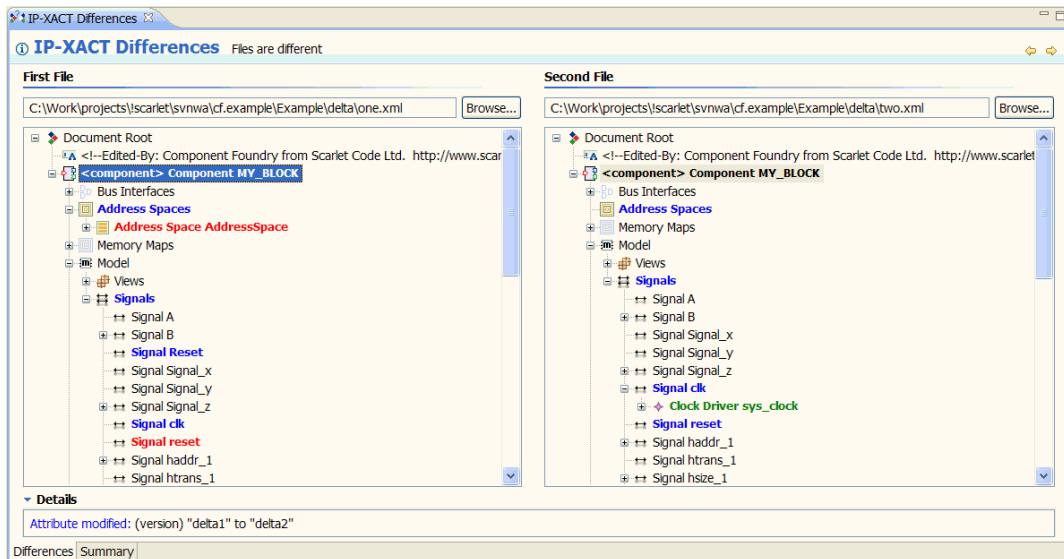 IP-XACT Differences
IP-XACT Differences Files are different
First File
C:\Work\projects\!scarlet\svnwa\cf.example\Example\delta\one.xml Browse...
Document Root
<!--Edited-By: Component Foundry from Scarlet Code Ltd. http://www.scar
<component> Component MY_BLOCK
Bus Interfaces
Address Spaces
Address Space AddressSpace
Memory Maps
Model
Views
Signals
Signal A
Signal B
Signal Reset
Signal Signal_x
Signal Signal_y
Signal Signal_z
Signal clk
Signal reset
Signal haddr_1
Signal htrans_1
Second File
C:\Work\projects\!scarlet\svnwa\cf.example\Example\delta\two.xml Browse...
Document Root
<!--Edited-By: Component Foundry from Scarlet Code Ltd. http://www.scarlet
<component> Component MY_BLOCK
Bus Interfaces
Address Spaces
Memory Maps
Model
Views
Signals
Signal A
Signal B
Signal Signal_x
Signal Signal_y
Signal Signal_z
Signal clk
Clock Driver sys_clock
Signal reset
Signal haddr_1
Signal htrans_1
Signal hsize_1
Details
Attribute modified: (version) "delta1" to "delta2"
Differences Summary